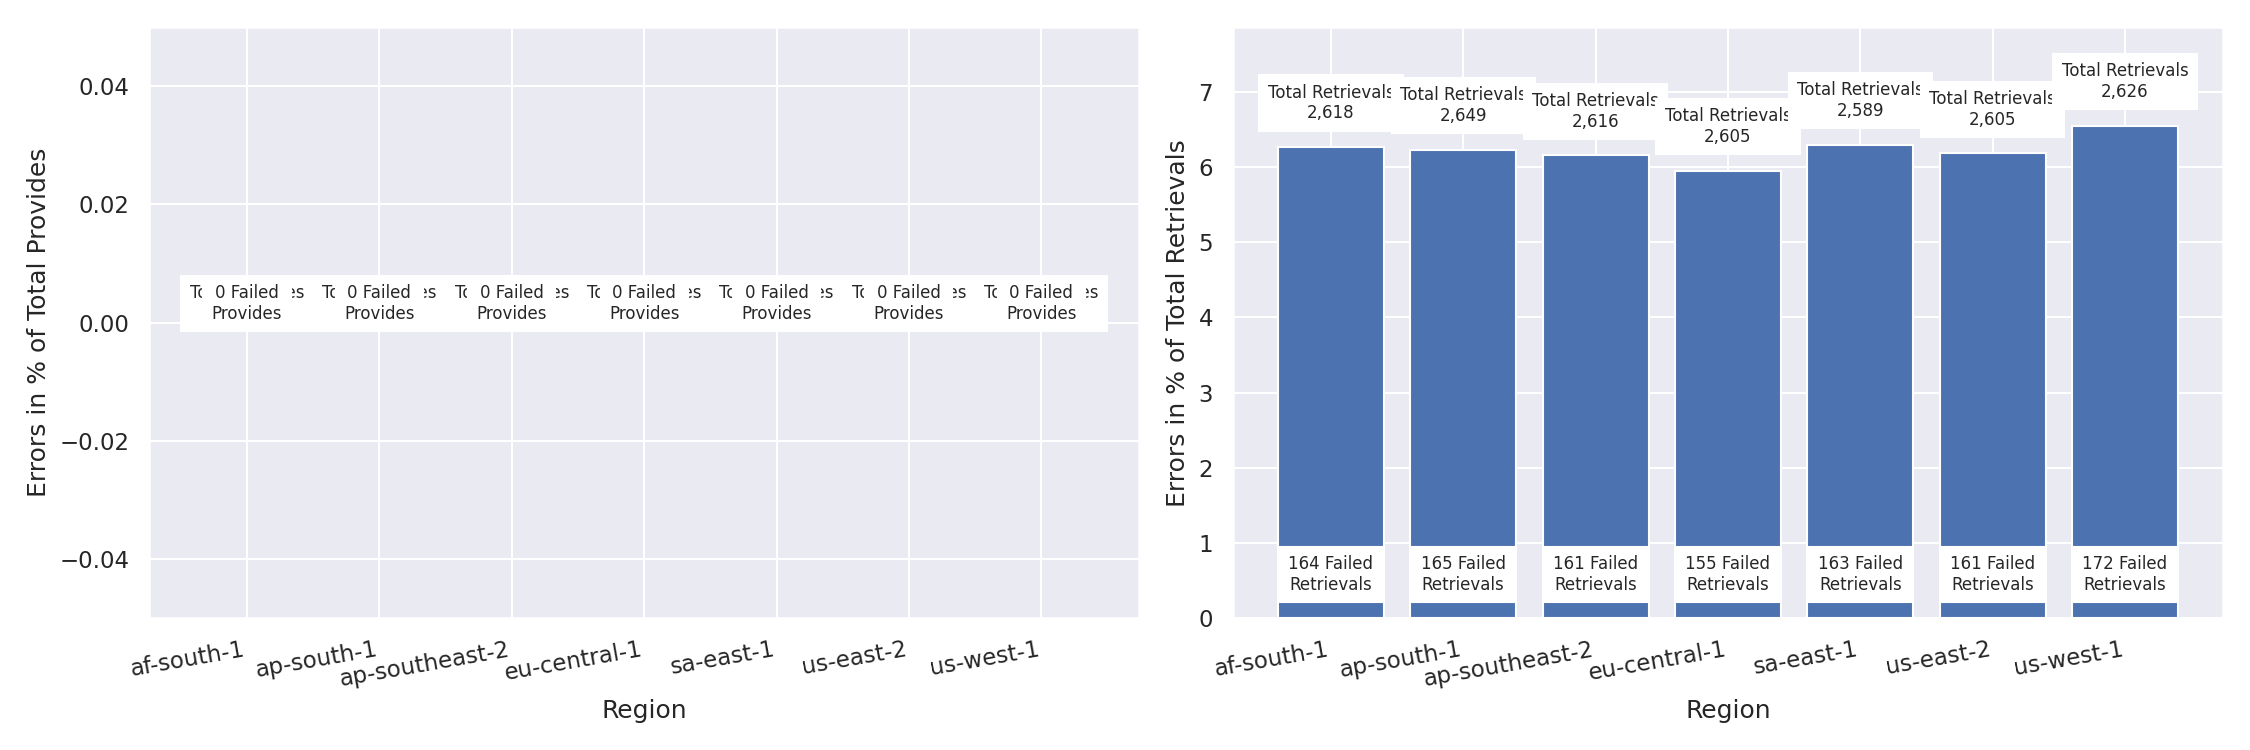 Errors in % of Total Provides
0.04
0.02
0.00
−0.02
−0.04
0 Failed
Provides
0 Failed
Provides
0 Failed
Provides
0 Failed
Provides
0 Failed
Provides
0 Failed
Provides
0 Failed
Provides
af-south-1
ap-south-1
ap-southeast-2
eu-central-1
sa-east-1
us-east-2
us-west-1
Region
Errors in % of Total Retrievals
7
6
5
4
3
2
1
0
Total Retrievals
2,618
Total Retrievals
2,649
Total Retrievals
2,616
Total Retrievals
2,605
Total Retrievals
2,589
Total Retrievals
2,605
Total Retrievals
2,626
164 Failed
Retrievals
165 Failed
Retrievals
161 Failed
Retrievals
155 Failed
Retrievals
163 Failed
Retrievals
161 Failed
Retrievals
172 Failed
Retrievals
af-south-1
ap-south-1
ap-southeast-2
eu-central-1
sa-east-1
us-east-2
us-west-1
Region